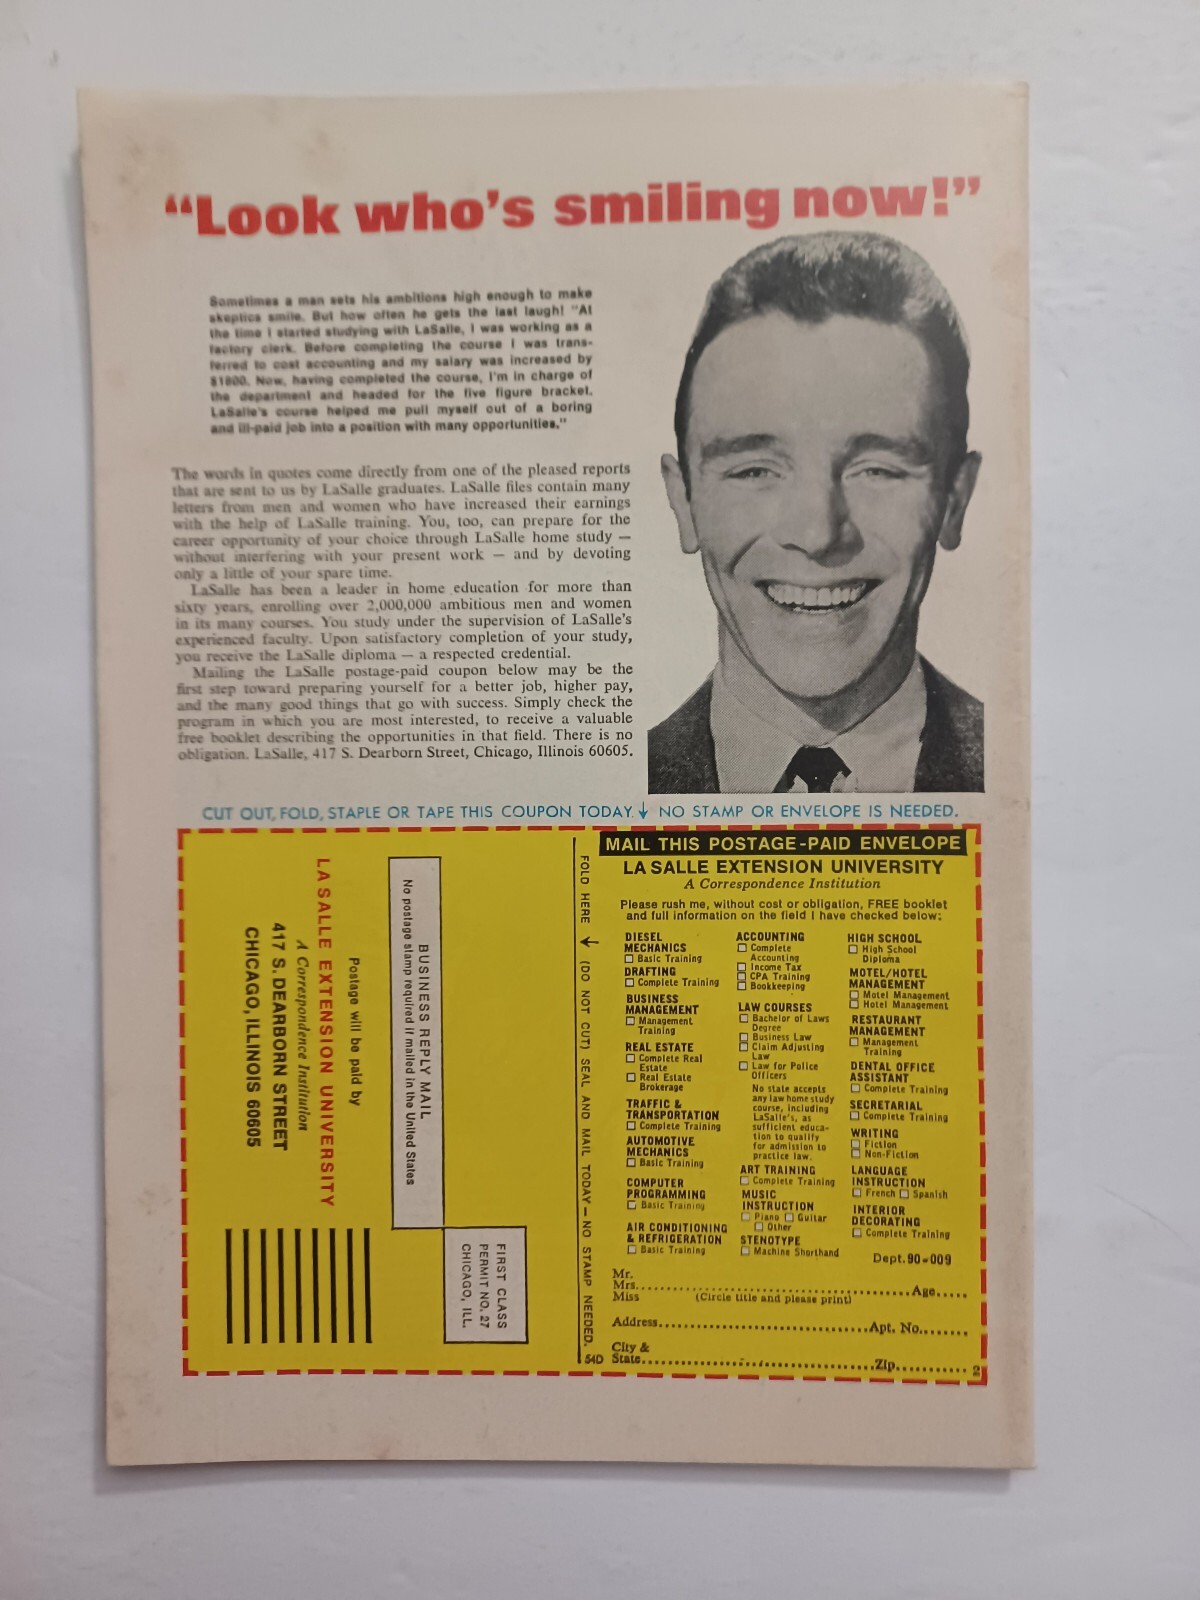 “Look who’s smiling now!”
Sometimes a man sets his ambitions high enough to make
skeptics smile. But how often he gets the last laugh! "At
the time I started studying with LaSalle, I was working as a
factory clerk. Before completing the course I was trans-
ferred to cost accounting and my salary was increased by
$1800. Now, having completed the course, I'm in charge of
the department and headed for the five figure bracket.
LaSalle's course helped me pull myself out of a boring
and ill-paid job into a position with many opportunities."
The words in quotes come directly from one of the pleased reports
that are sent to us by LaSalle graduates. LaSalle files contain many
letters from men and women who have increased their earnings
with the help of LaSalle training. You, too, can prepare for the
career opportunity of your choice through LaSalle home study —
without interfering with your present work — and by devoting
only a little of your spare time.
LaSalle has been a leader in home education for more than
sixty years, enrolling over 2,000,000 ambitious men and women
in its many courses. You study under the supervision of LaSalle's
experienced faculty. Upon satisfactory completion of your study,
you receive the LaSalle diploma — a respected credential.
Mailing the LaSalle postage-paid coupon below may be the
first step toward preparing yourself for a better job, higher pay,
and the many good things that go with success. Simply check the
program in which you are most interested, to receive a valuable
free booklet describing the opportunities in that field. There is no
obligation. LaSalle, 417 S. Dearborn Street, Chicago, Illinois 60605.
CUT OUT, FOLD, STAPLE OR TAPE THIS COUPON TODAY. ↓ NO STAMP OR ENVELOPE IS NEEDED.
BUSINESS REPLY MAIL
No postage stamp required if mailed in the United States
FIRST CLASS
PERMIT NO. 27
CHICAGO, ILL.
Postage will be paid by
LA SALLE EXTENSION UNIVERSITY
A Correspondence Institution
417 S. DEARBORN STREET
CHICAGO, ILLINOIS 60605
FOLD HERE ↓ (DO NOT CUT) SEAL AND MAIL TODAY — NO STAMP NEEDED.
54D
MAIL THIS POSTAGE-PAID ENVELOPE
LA SALLE EXTENSION UNIVERSITY
A Correspondence Institution
Please rush me, without cost or obligation, FREE booklet
and full information on the field I have checked below:
DIESEL
MECHANICS
☐ Basic Training
DRAFTING
☐ Complete Training
BUSINESS
MANAGEMENT
☐ Management
Training
REAL ESTATE
☐ Complete Real
Estate
☐ Real Estate
Brokerage
TRAFFIC &
TRANSPORTATION
☐ Complete Training
AUTOMOTIVE
MECHANICS
☐ Basic Training
COMPUTER
PROGRAMMING
☐ Basic Training
AIR CONDITIONING
& REFRIGERATION
☐ Basic Training
ACCOUNTING
☐ Complete
Accounting
☐ Income Tax
☐ CPA Training
☐ Bookkeeping
LAW COURSES
☐ Bachelor of Laws
Degree
☐ Business Law
☐ Claim Adjusting
Law
☐ Law for Police
Officers
No state accepts
any law home study
course, including
LaSalle's, as
sufficient educa-
tion to qualify
for admission to
practice law.
ART TRAINING
☐ Complete Training
MUSIC
INSTRUCTION
☐ Piano ☐ Guitar
☐ Other
STENOTYPE
☐ Machine Shorthand
HIGH SCHOOL
☐ High School
Diploma
MOTEL/HOTEL
MANAGEMENT
☐ Motel Management
☐ Hotel Management
RESTAURANT
MANAGEMENT
☐ Management
Training
DENTAL OFFICE
ASSISTANT
☐ Complete Training
SECRETARIAL
☐ Complete Training
WRITING
☐ Fiction
☐ Non-Fiction
LANGUAGE
INSTRUCTION
☐ French ☐ Spanish
INTERIOR
DECORATING
☐ Complete Training
Dept. 90-009
Mr.
Mrs.................Age.....
Miss (Circle title and please print)
Address.................Apt. No........
City &
State.................Zip...........
2